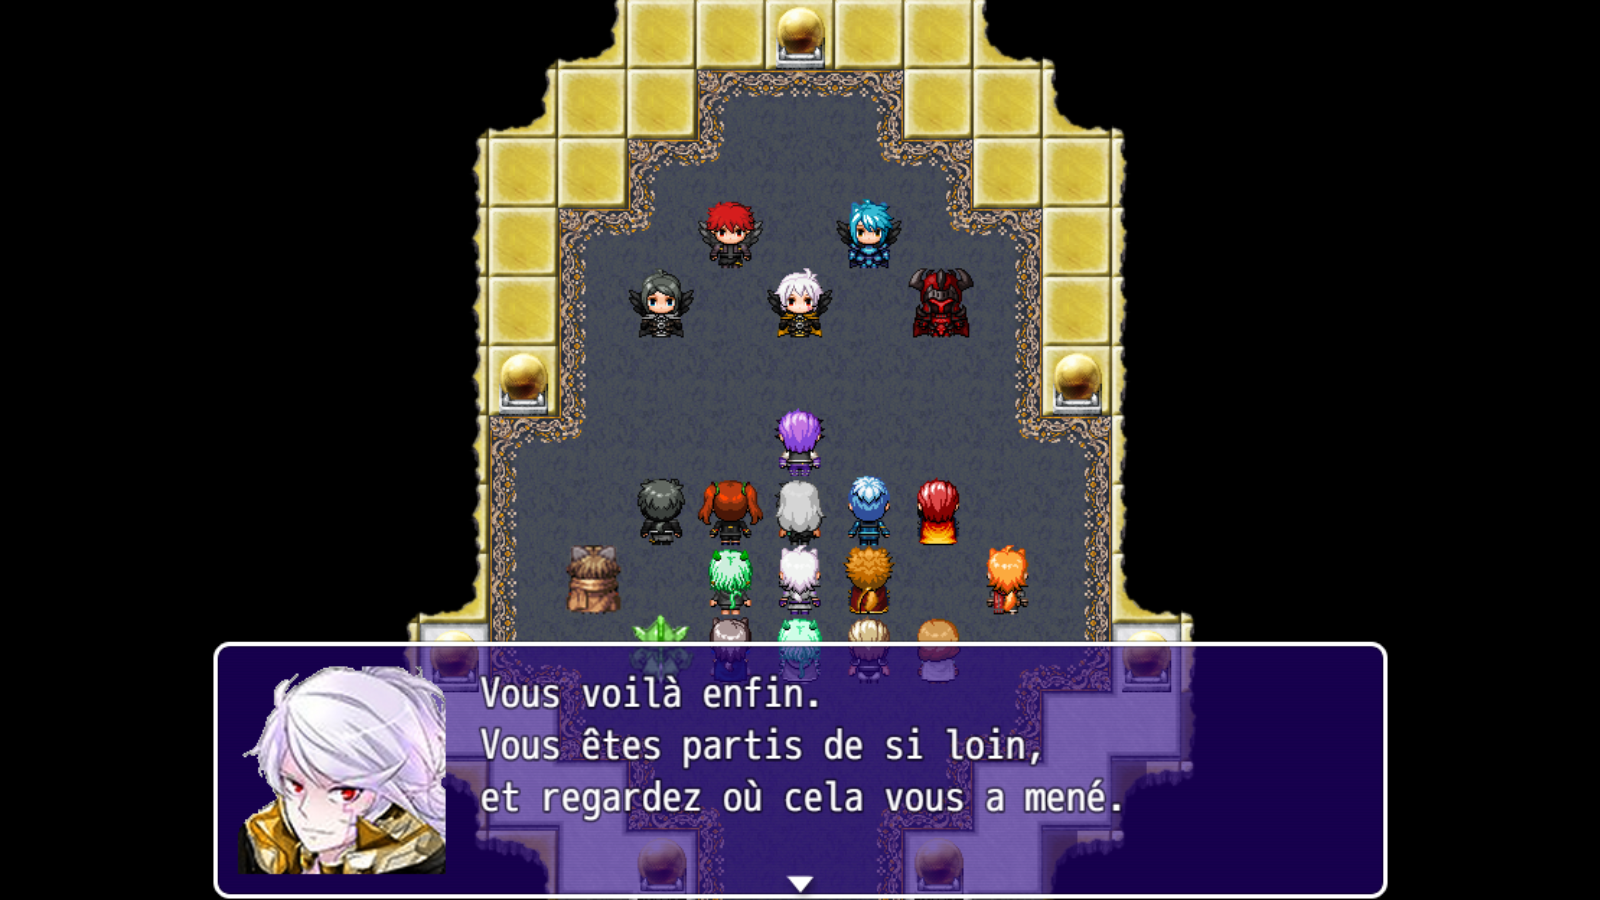 Vous voilà enfin.
Vous êtes partis de si loin,
et regardez où cela vous a mené.